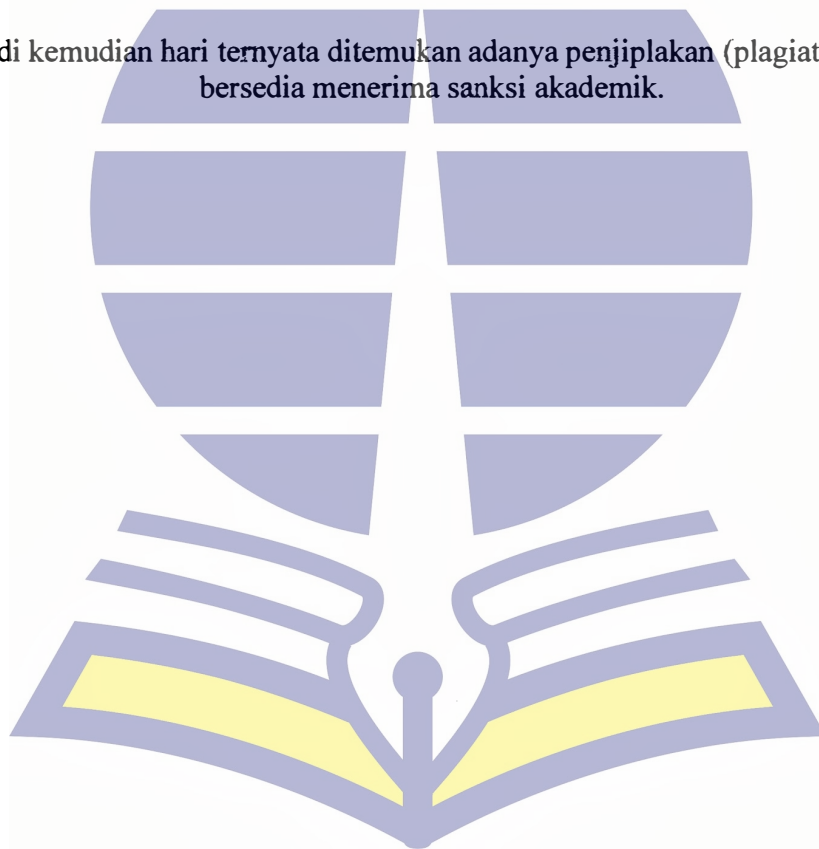 di kemudian hari ternyata ditemukan adanya penjiplakan (plagiat
bersedia menerima sanksi akademik.